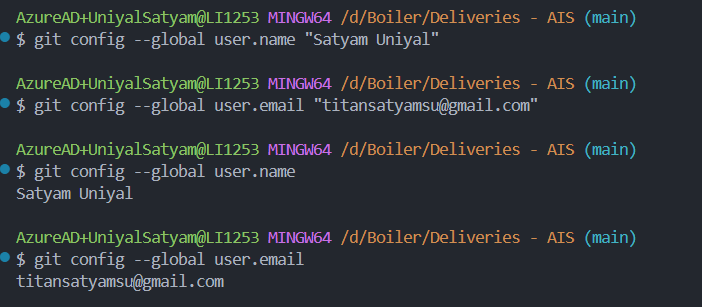 AzureAD+UniyalSatyam@LI1253 MINGW64 /d/Boiler/Deliveries - AIS (main)
$ git config --global user.name "Satyam Uniyal"
AzureAD+UniyalSatyam@LI1253 MINGW64 /d/Boiler/Deliveries - AIS (main)
$ git config --global user.email "titansatyamsu@gmail.com"
AzureAD+UniyalSatyam@LI1253 MINGW64 /d/Boiler/Deliveries - AIS (main)
$ git config --global user.name
Satyam Uniyal
AzureAD+UniyalSatyam@LI1253 MINGW64 /d/Boiler/Deliveries - AIS (main)
$ git config --global user.email
titansatyamsu@gmail.com